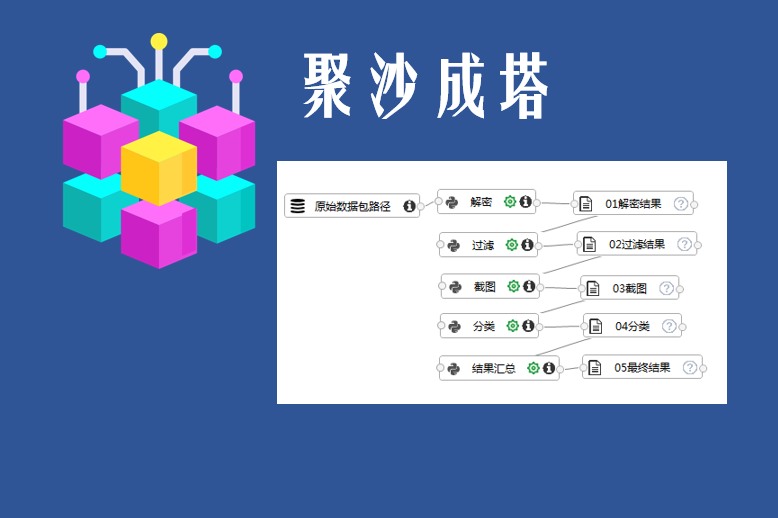 聚沙成塔
原始数据包路径 解密 01解密结果
过滤 02过滤结果
截图 03截图
分类 04分类
结果汇总 05最终结果